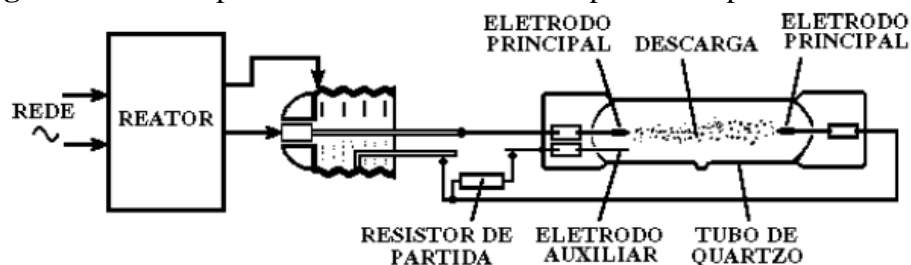 ELETRODO
PRINCIPAL
DESCARGA
ELETRODO
PRINCIPAL
REDE
REATOR
RESISTOR DE
PARTIDA
ELETRODO
AUXILIAR
TUBO DE
QUARTZO